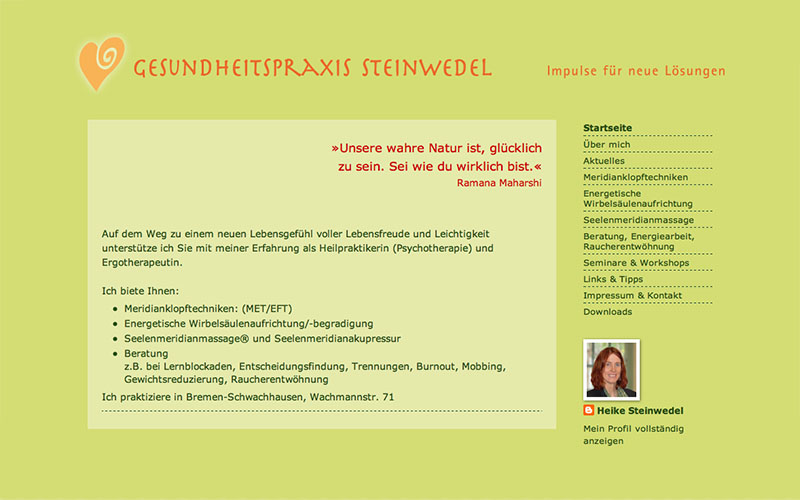 GESUNDHEITSPRAXIS STEINWEDEL
Impulse für neue Lösungen
»Unsere wahre Natur ist, glücklich
zu sein. Sei wie du wirklich bist.«
Ramana Maharshi
Auf dem Weg zu einem neuen Lebensgefühl voller Lebensfreude und Leichtigkeit
unterstütze ich Sie mit meiner Erfahrung als Heilpraktikerin (Psychotherapie) und
Ergotherapeutin.
Ich biete Ihnen:
• Meridianklopftechniken: (MET/EFT)
• Energetische Wirbelsäulenaufrichtung/-begradigung
• Seelenmeridianmassage® und Seelenmeridianakupressur
• Beratung
z.B. bei Lernblockaden, Entscheidungsfindung, Trennungen, Burnout, Mobbing,
Gewichtsreduzierung, Raucherentwöhnung
Ich praktiziere in Bremen-Schwachhausen, Wachmannstr. 71
Startseite
Über mich
Aktuelles
Meridianklopftechniken
Energetische
Wirbelsäulenaufrichtung
Seelenmeridianmassage
Beratung, Energiearbeit,
Raucherentwöhnung
Seminare & Workshops
Links & Tipps
Impressum & Kontakt
Downloads
Heike Steinwedel
Mein Profil vollständig
anzeigen